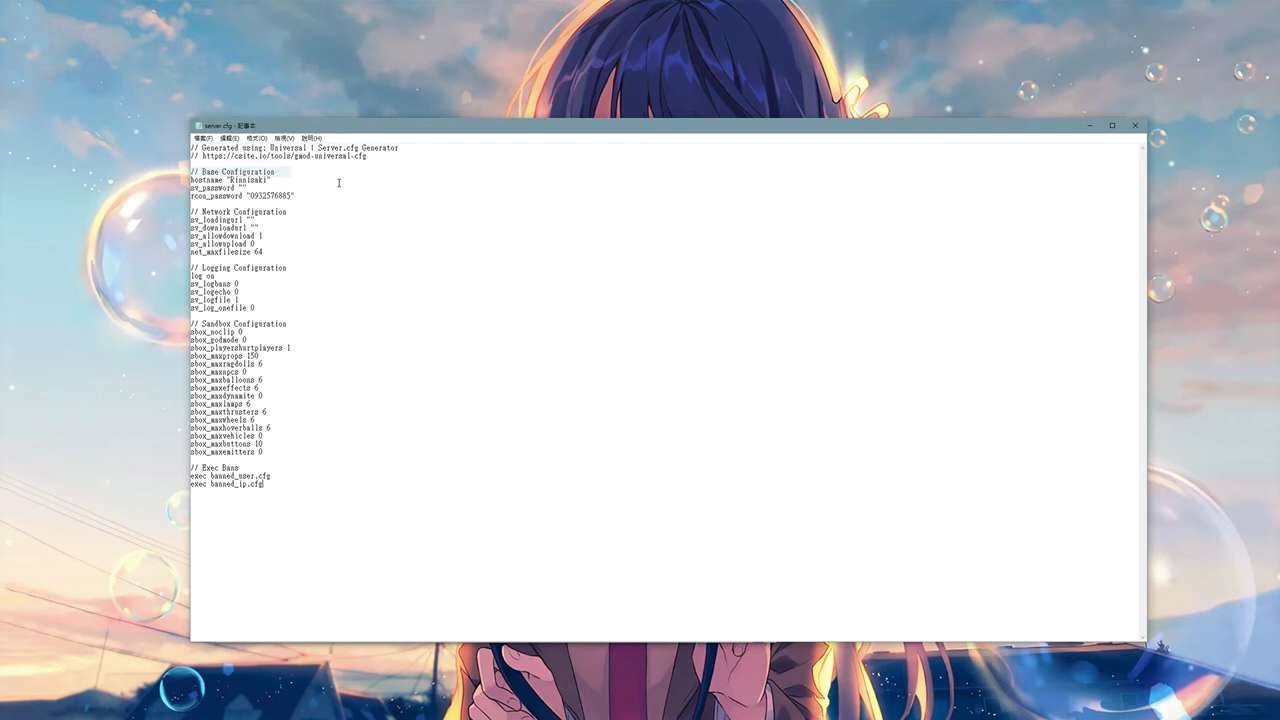 server.cfg - 記事本
檔案(F) 編輯(E) 格式(O) 檢視(V) 說明(H)
// Generated using: Universal | Server.cfg Generator
// https://csite.io/tools/gmod-universal-cfg
// Base Configuration
hostname "Rinnisaki"
sv_password ""
rcon_password "0932576885"
// Network Configuration
sv_loadingurl ""
sv_downloadurl ""
sv_allowdownload 1
sv_allowupload 0
net_maxfilesize 64
// Logging Configuration
log on
sv_logbans 0
sv_logecho 0
sv_logfile 1
sv_log_onefile 0
// Sandbox Configuration
sbox_noclip 0
sbox_godmode 0
sbox_playershurtplayers 1
sbox_maxprops 150
sbox_maxragdolls 6
sbox_maxnpcs 0
sbox_maxballoons 6
sbox_maxeffects 6
sbox_maxdynamite 0
sbox_maxlamps 6
sbox_maxthrusters 6
sbox_maxwheels 6
sbox_maxhoverballs 6
sbox_maxvehicles 0
sbox_maxbuttons 10
sbox_maxemitters 0
// Exec Bans
exec banned_user.cfg
exec banned_ip.cfg